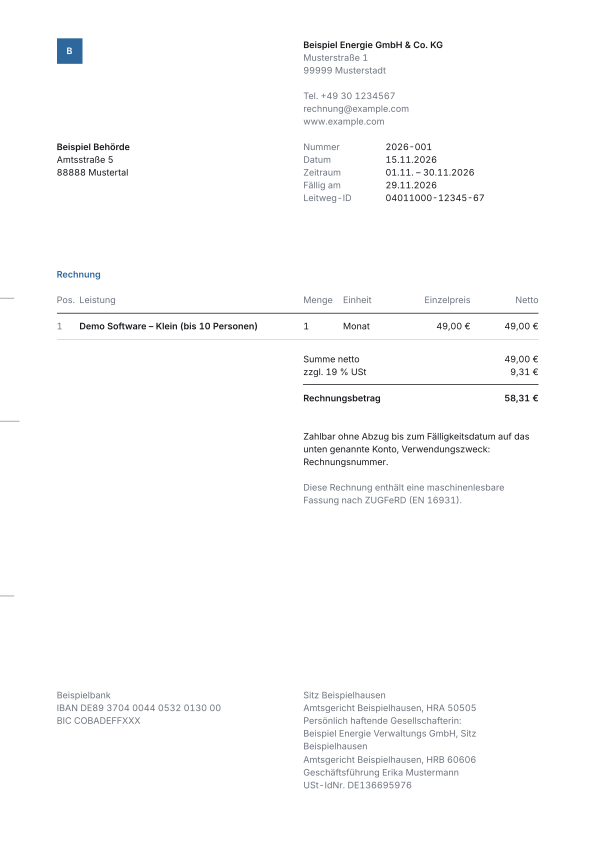 B
Beispiel Energie GmbH & Co. KG
Musterstraße 1
99999 Musterstadt
Tel. +49 30 1234567
rechnung@example.com
www.example.com
Beispiel Behörde
Amtsstraße 5
88888 Mustertal
Nummer 2026-001
Datum 15.11.2026
Zeitraum 01.11. – 30.11.2026
Fällig am 29.11.2026
Leitweg-ID 04011000-12345-67
Rechnung
Pos. Leistung Menge Einheit Einzelpreis Netto
1 Demo Software – Klein (bis 10 Personen) 1 Monat 49,00 € 49,00 €
Summe netto 49,00 €
zzgl. 19 % USt 9,31 €
Rechnungsbetrag 58,31 €
Zahlbar ohne Abzug bis zum Fälligkeitsdatum auf das
unten genannte Konto, Verwendungszweck:
Rechnungsnummer.
Diese Rechnung enthält eine maschinenlesbare
Fassung nach ZUGFeRD (EN 16931).
Beispielbank
IBAN DE89 3704 0044 0532 0130 00
BIC COBADEFFXXX
Sitz Beispielhausen
Amtsgericht Beispielhausen, HRA 50505
Persönlich haftende Gesellschafterin:
Beispiel Energie Verwaltungs GmbH, Sitz
Beispielhausen
Amtsgericht Beispielhausen, HRB 60606
Geschäftsführung Erika Mustermann
USt-IdNr. DE136695976